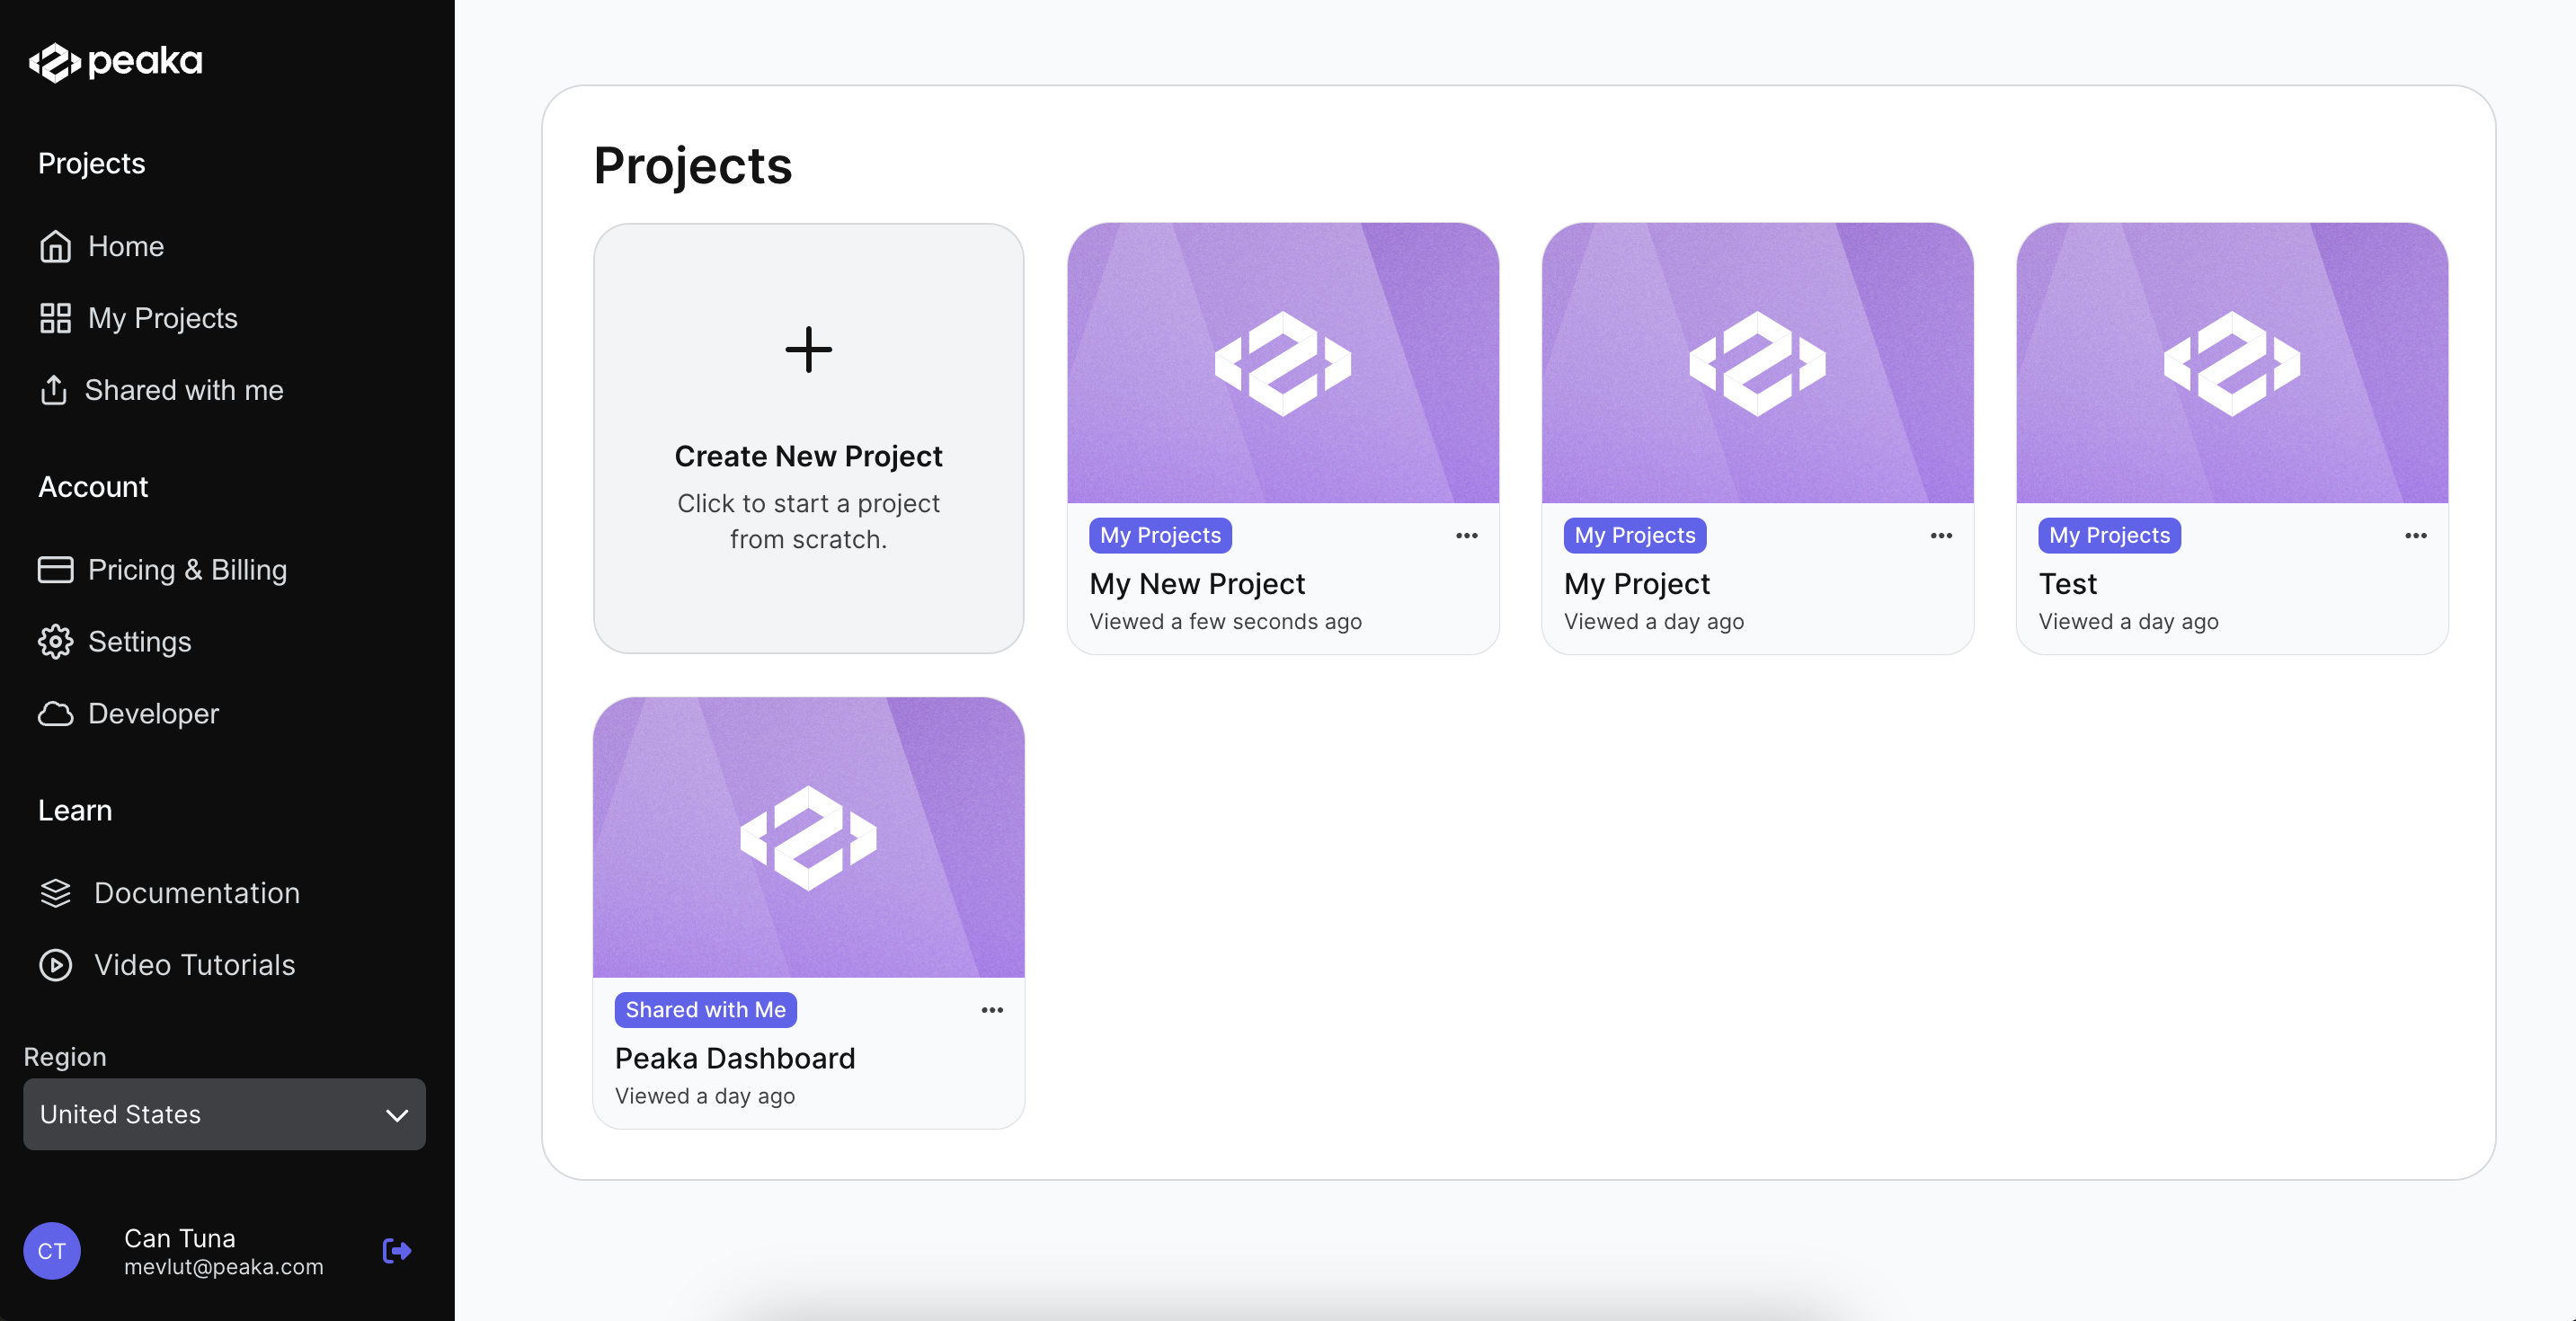 peaka
Projects
Home
My Projects
Shared with me
Account
Pricing & Billing
Settings
Developer
Learn
Documentation
Video Tutorials
Region
United States
CT
Can Tuna
mevlut@peaka.com
Projects
Create New Project
Click to start a project
from scratch.
My Projects
My New Project
Viewed a few seconds ago
My Projects
My Project
Viewed a day ago
My Projects
Test
Viewed a day ago
Shared with Me
Peaka Dashboard
Viewed a day ago